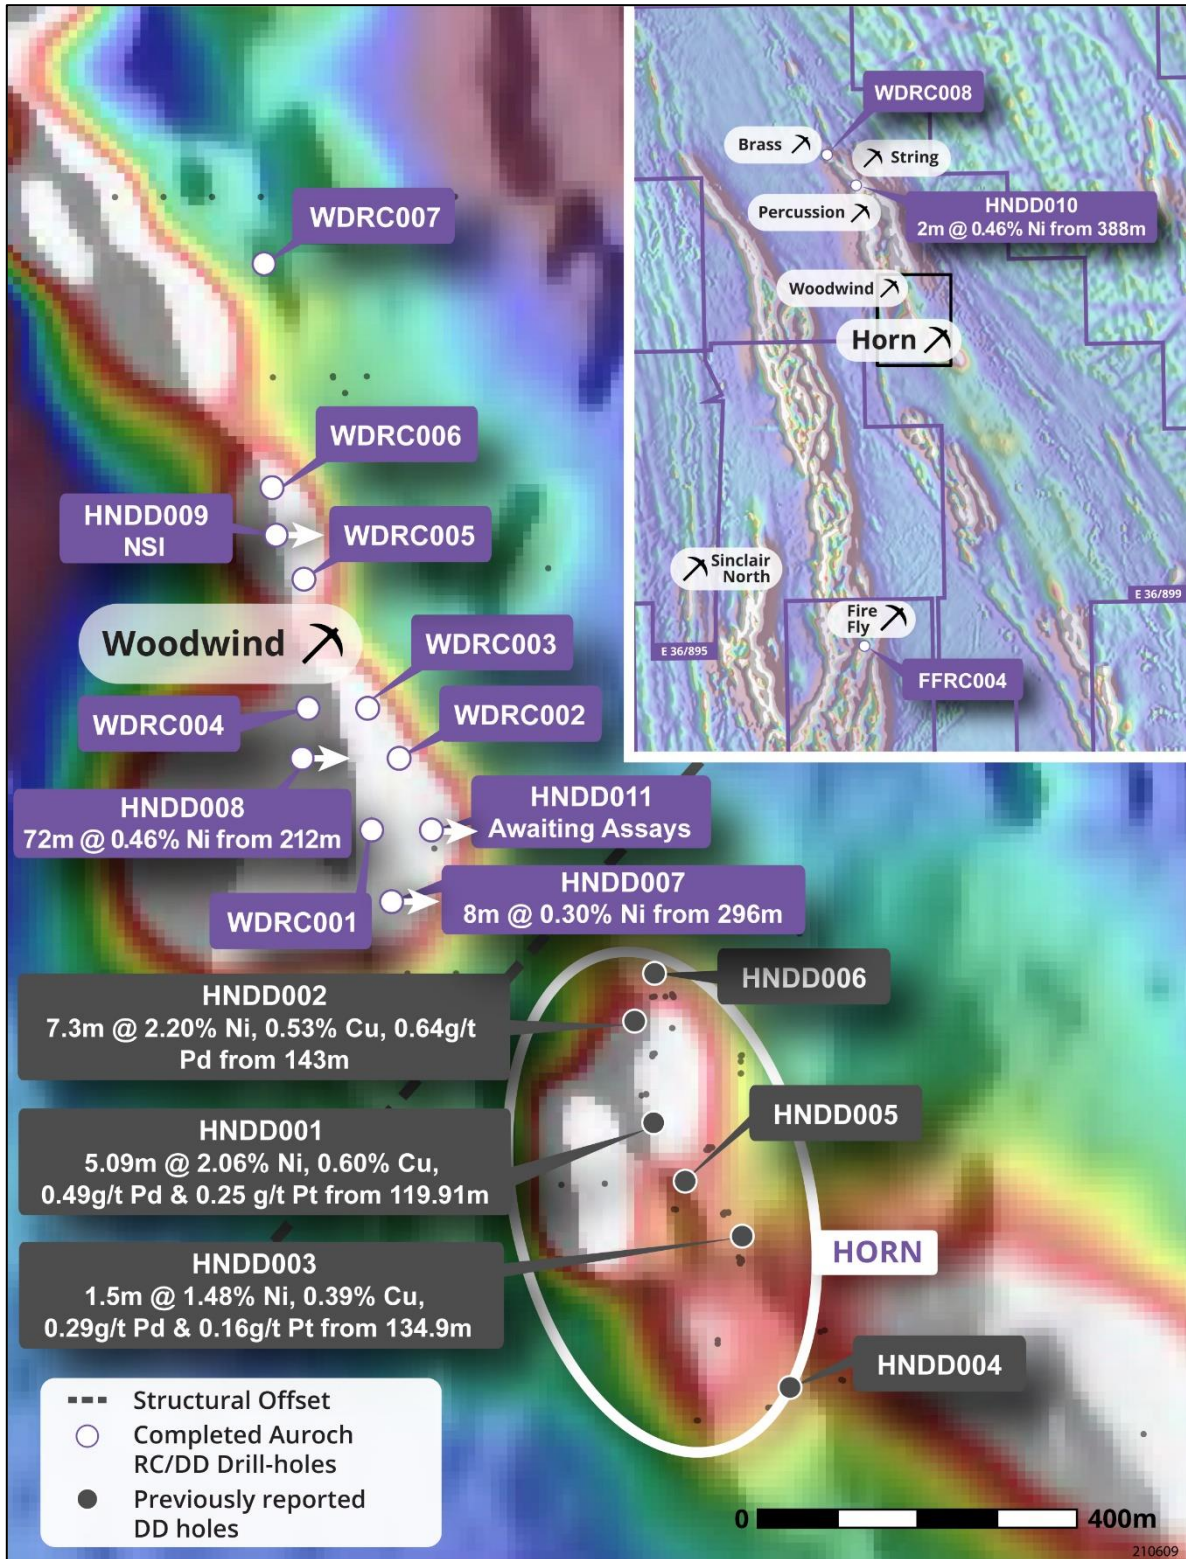 WDRC008
Brass
String
HNDD010
2m @ 0.46% Ni from 388m
Percussion
Woodwind
Horn
Sinclair
North
Fire
Fly
E 36/899
E 36/895
FFRC004
WDRC007
WDRC006
HNDD009
NSI
WDRC005
Woodwind
WDRC003
WDRC004
WDRC002
HNDD008
72m @ 0.46% Ni from 212m
HNDD011
Awaiting Assays
WDRC001
HNDD007
8m @ 0.30% Ni from 296m
HNDD006
HNDD002
7.3m @ 2.20% Ni, 0.53% Cu, 0.64g/t
Pd from 143m
HNDD005
HNDD001
5.09m @ 2.06% Ni, 0.60% Cu,
0.49g/t Pd & 0.25 g/t Pt from 119.91m
HORN
HNDD003
1.5m @ 1.48% Ni, 0.39% Cu,
0.29g/t Pd & 0.16g/t Pt from 134.9m
HNDD004
Structural Offset
Completed Auroch
RC/DD Drill-holes
Previously reported
DD holes
0
400m
210609